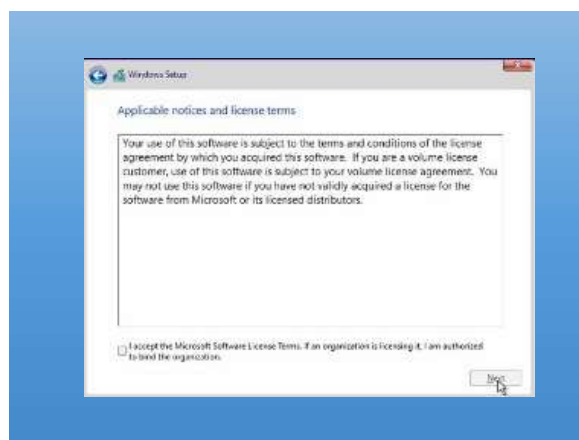 Windows Setup
Applicable notices and license terms
Your use of this software is subject to the terms and conditions of the license
agreement by which you acquired this software. If you are a volume license
customer, use of this software is subject to your volume license agreement. You
may not use this software if you have not validly acquired a license for the
software from Microsoft or its licensed distributors.
I accept the Microsoft Software License Terms. If an organization is licensing it, I am authorized
to bind the organization.
Next